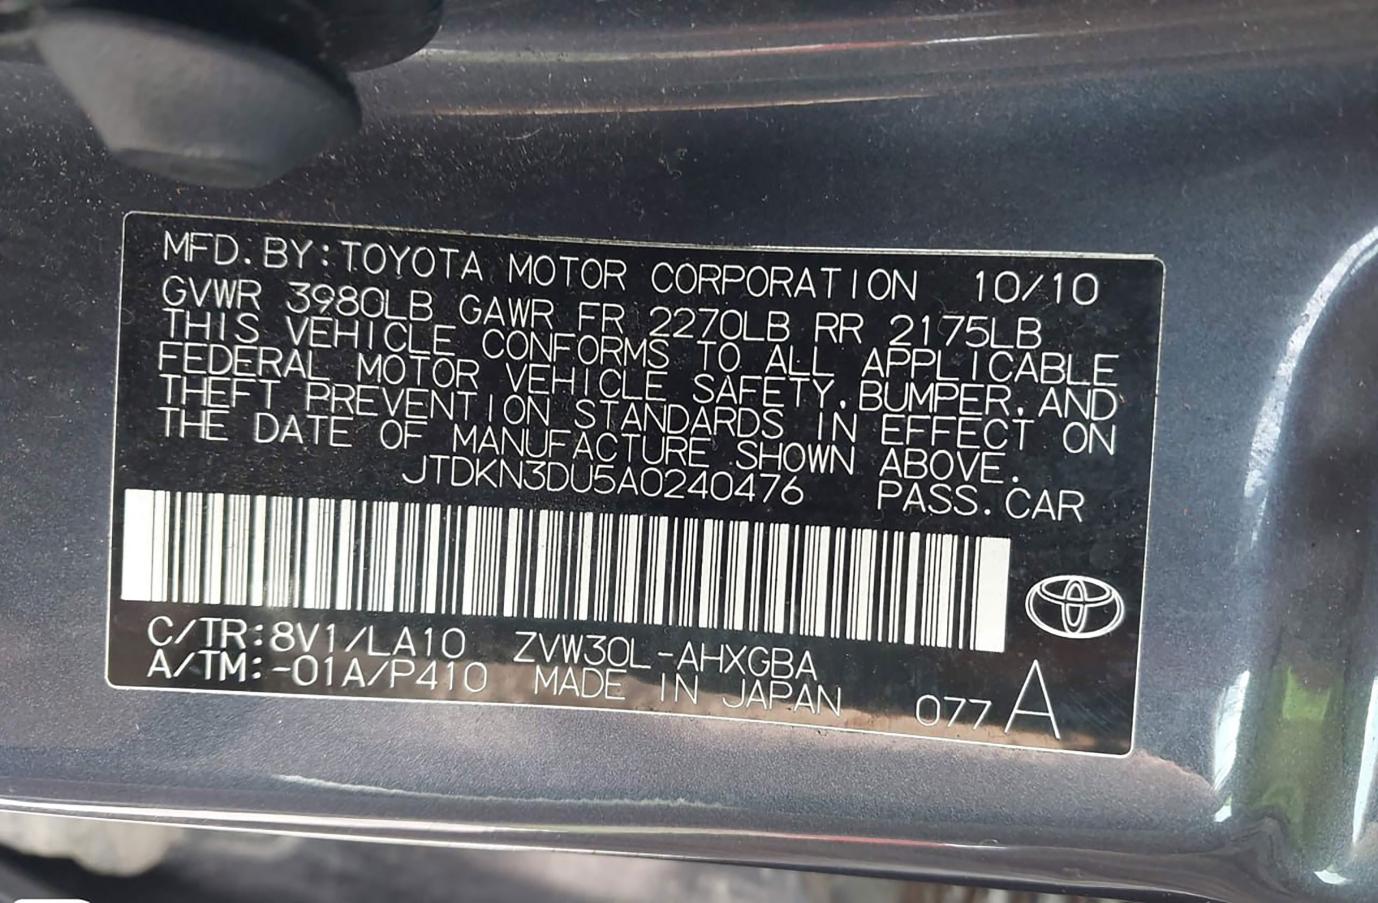 MFD. BY: TOYOTA MOTOR CORPORATION 10/10
GVWR 3980LB GAWR FR 2270LB RR 2175LB
THIS VEHICLE CONFORMS TO ALL APPLICABLE
FEDERAL MOTOR VEHICLE SAFETY, BUMPER, AND
THEFT PREVENTION STANDARDS IN EFFECT ON
THE DATE OF MANUFACTURE SHOWN ABOVE.
JTDKN3DU5A0240476 PASS. CAR
C/TR: 8V1/LA10 ZVW30L-AHXGBA
A/TM: -01A/P410 MADE IN JAPAN 077 A